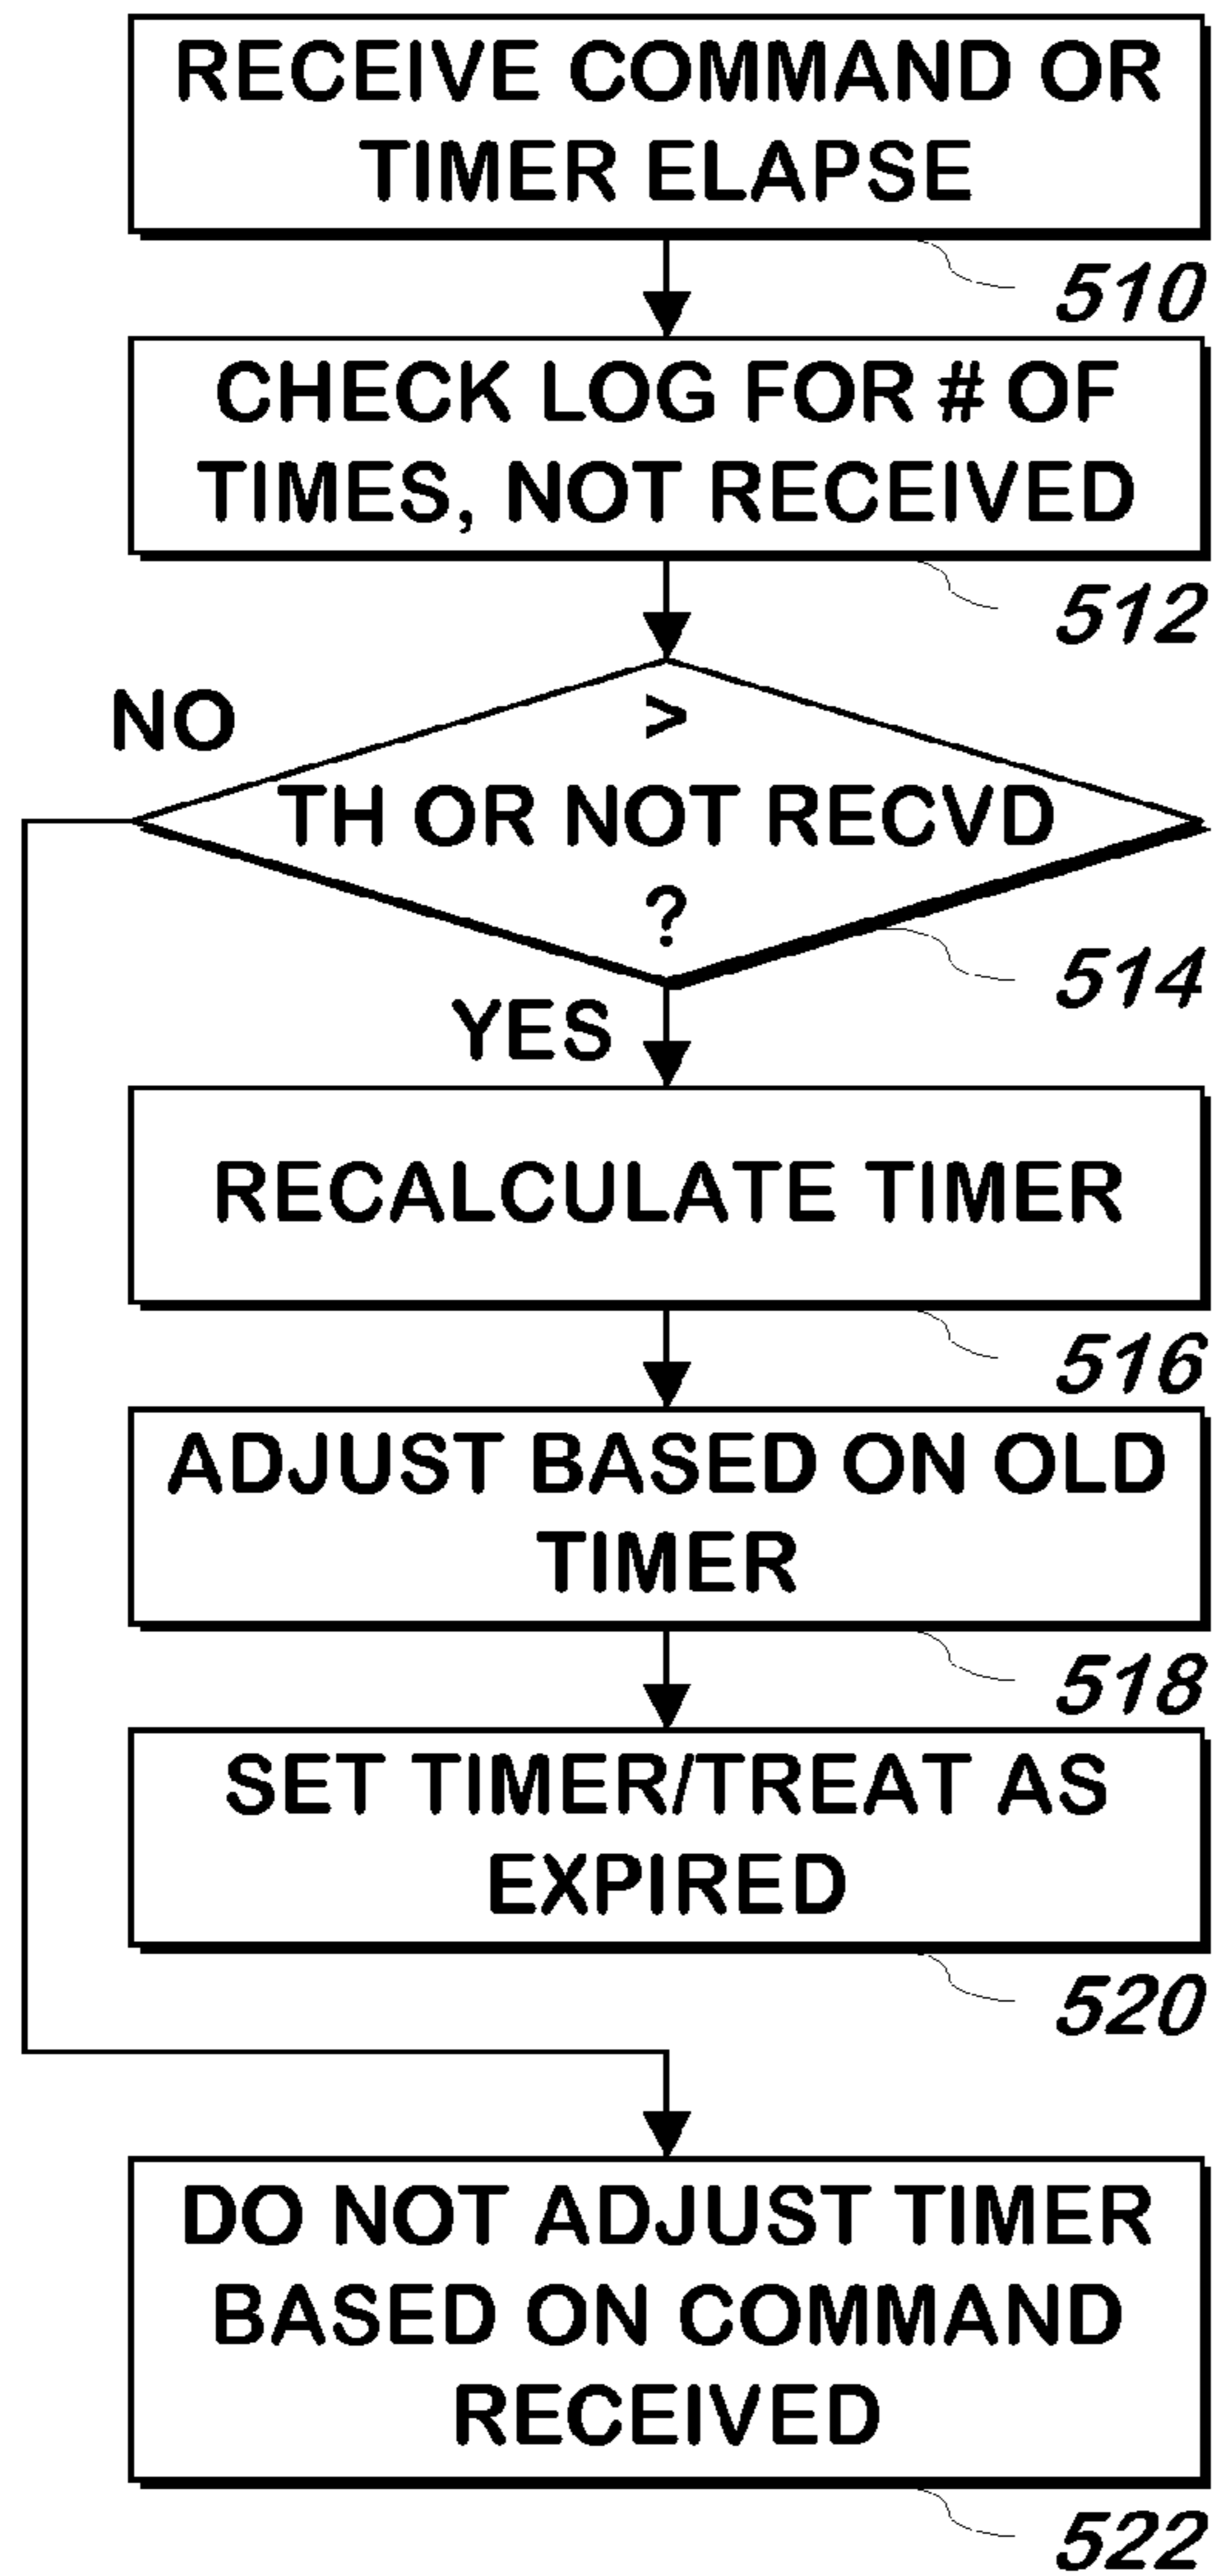 RECEIVE COMMAND OR
TIMER ELAPSE
510
CHECK LOG FOR # OF
TIMES, NOT RECEIVED
512
NO
>
TH OR NOT RECVD
?
514
YES
RECALCULATE TIMER
516
ADJUST BASED ON OLD
TIMER
518
SET TIMER/TREAT AS
EXPIRED
520
DO NOT ADJUST TIMER
BASED ON COMMAND
RECEIVED
522